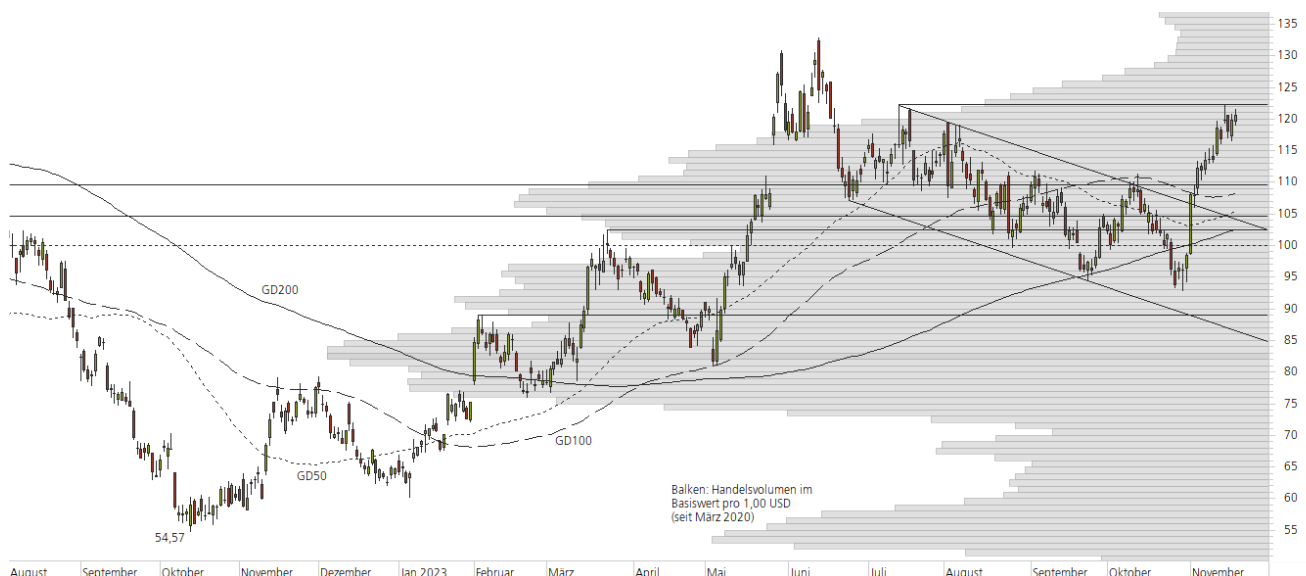 135
130
125
120
115
110
105
100
95
90
85
80
75
70
65
60
55
GD200
GD100
GD50
Balken: Handelsvolumen im
Basiswert pro 1,00 USD
(seit März 2020)
54,57
August September Oktober November Dezember Jan 2023 Februar März April Mai Juni Juli August September Oktober November